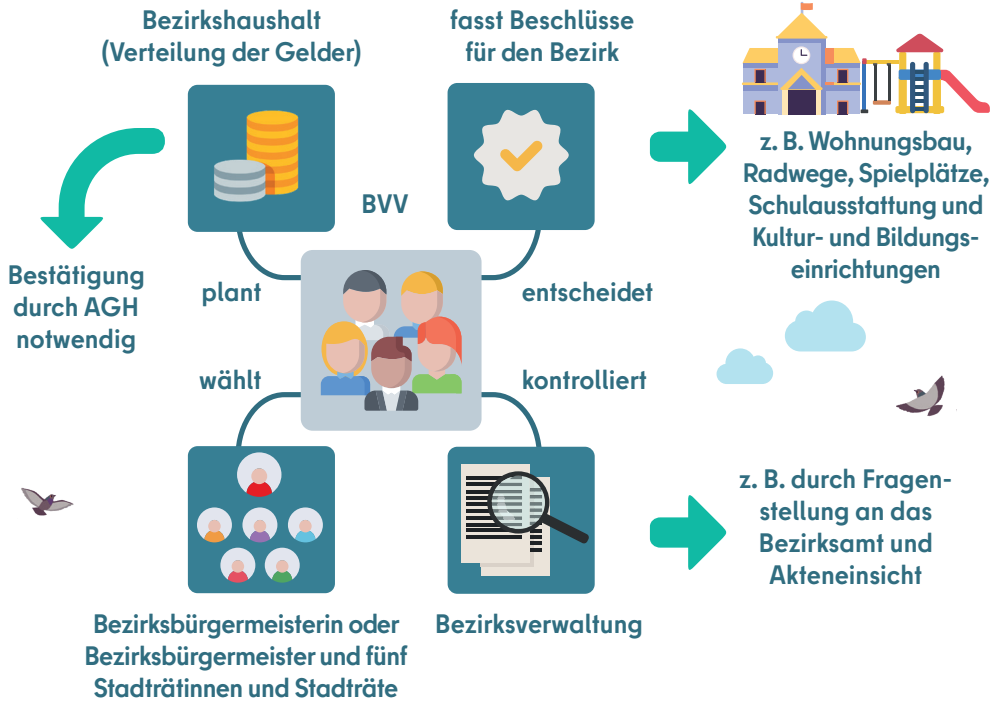 Bezirkshaushalt
(Verteilung der Gelder)
fasst Beschlüsse
für den Bezirk
z. B. Wohnungsbau,
Radwege, Spielplätze,
Schulausstattung und
Kultur- und Bildungs-
einrichtungen
BVV
Bestätigung
durch AGH
notwendig
plant
entscheidet
wählt
kontrolliert
z. B. durch Fragen-
stellung an das
Bezirksamt und
Akteneinsicht
Bezirksbürgermeisterin oder
Bezirksbürgermeister und fünf
Stadträtinnen und Stadträte
Bezirksverwaltung